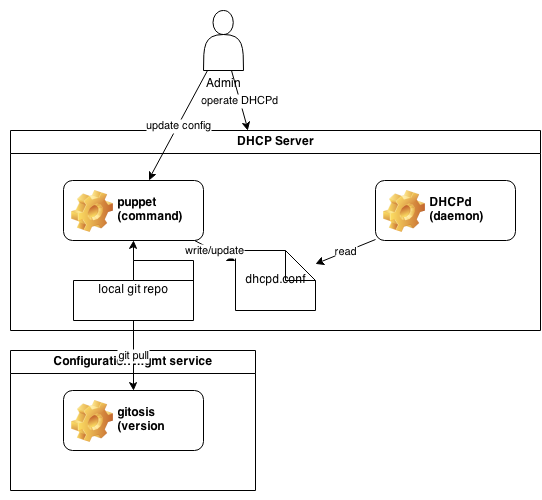 Admin
operate DHCPd
update config
DHCP Server
puppet
(command)
DHCPd
(daemon)
write/update
read
dhcpd.conf
local git repo
git pull
mgmt service
gitosis
(version